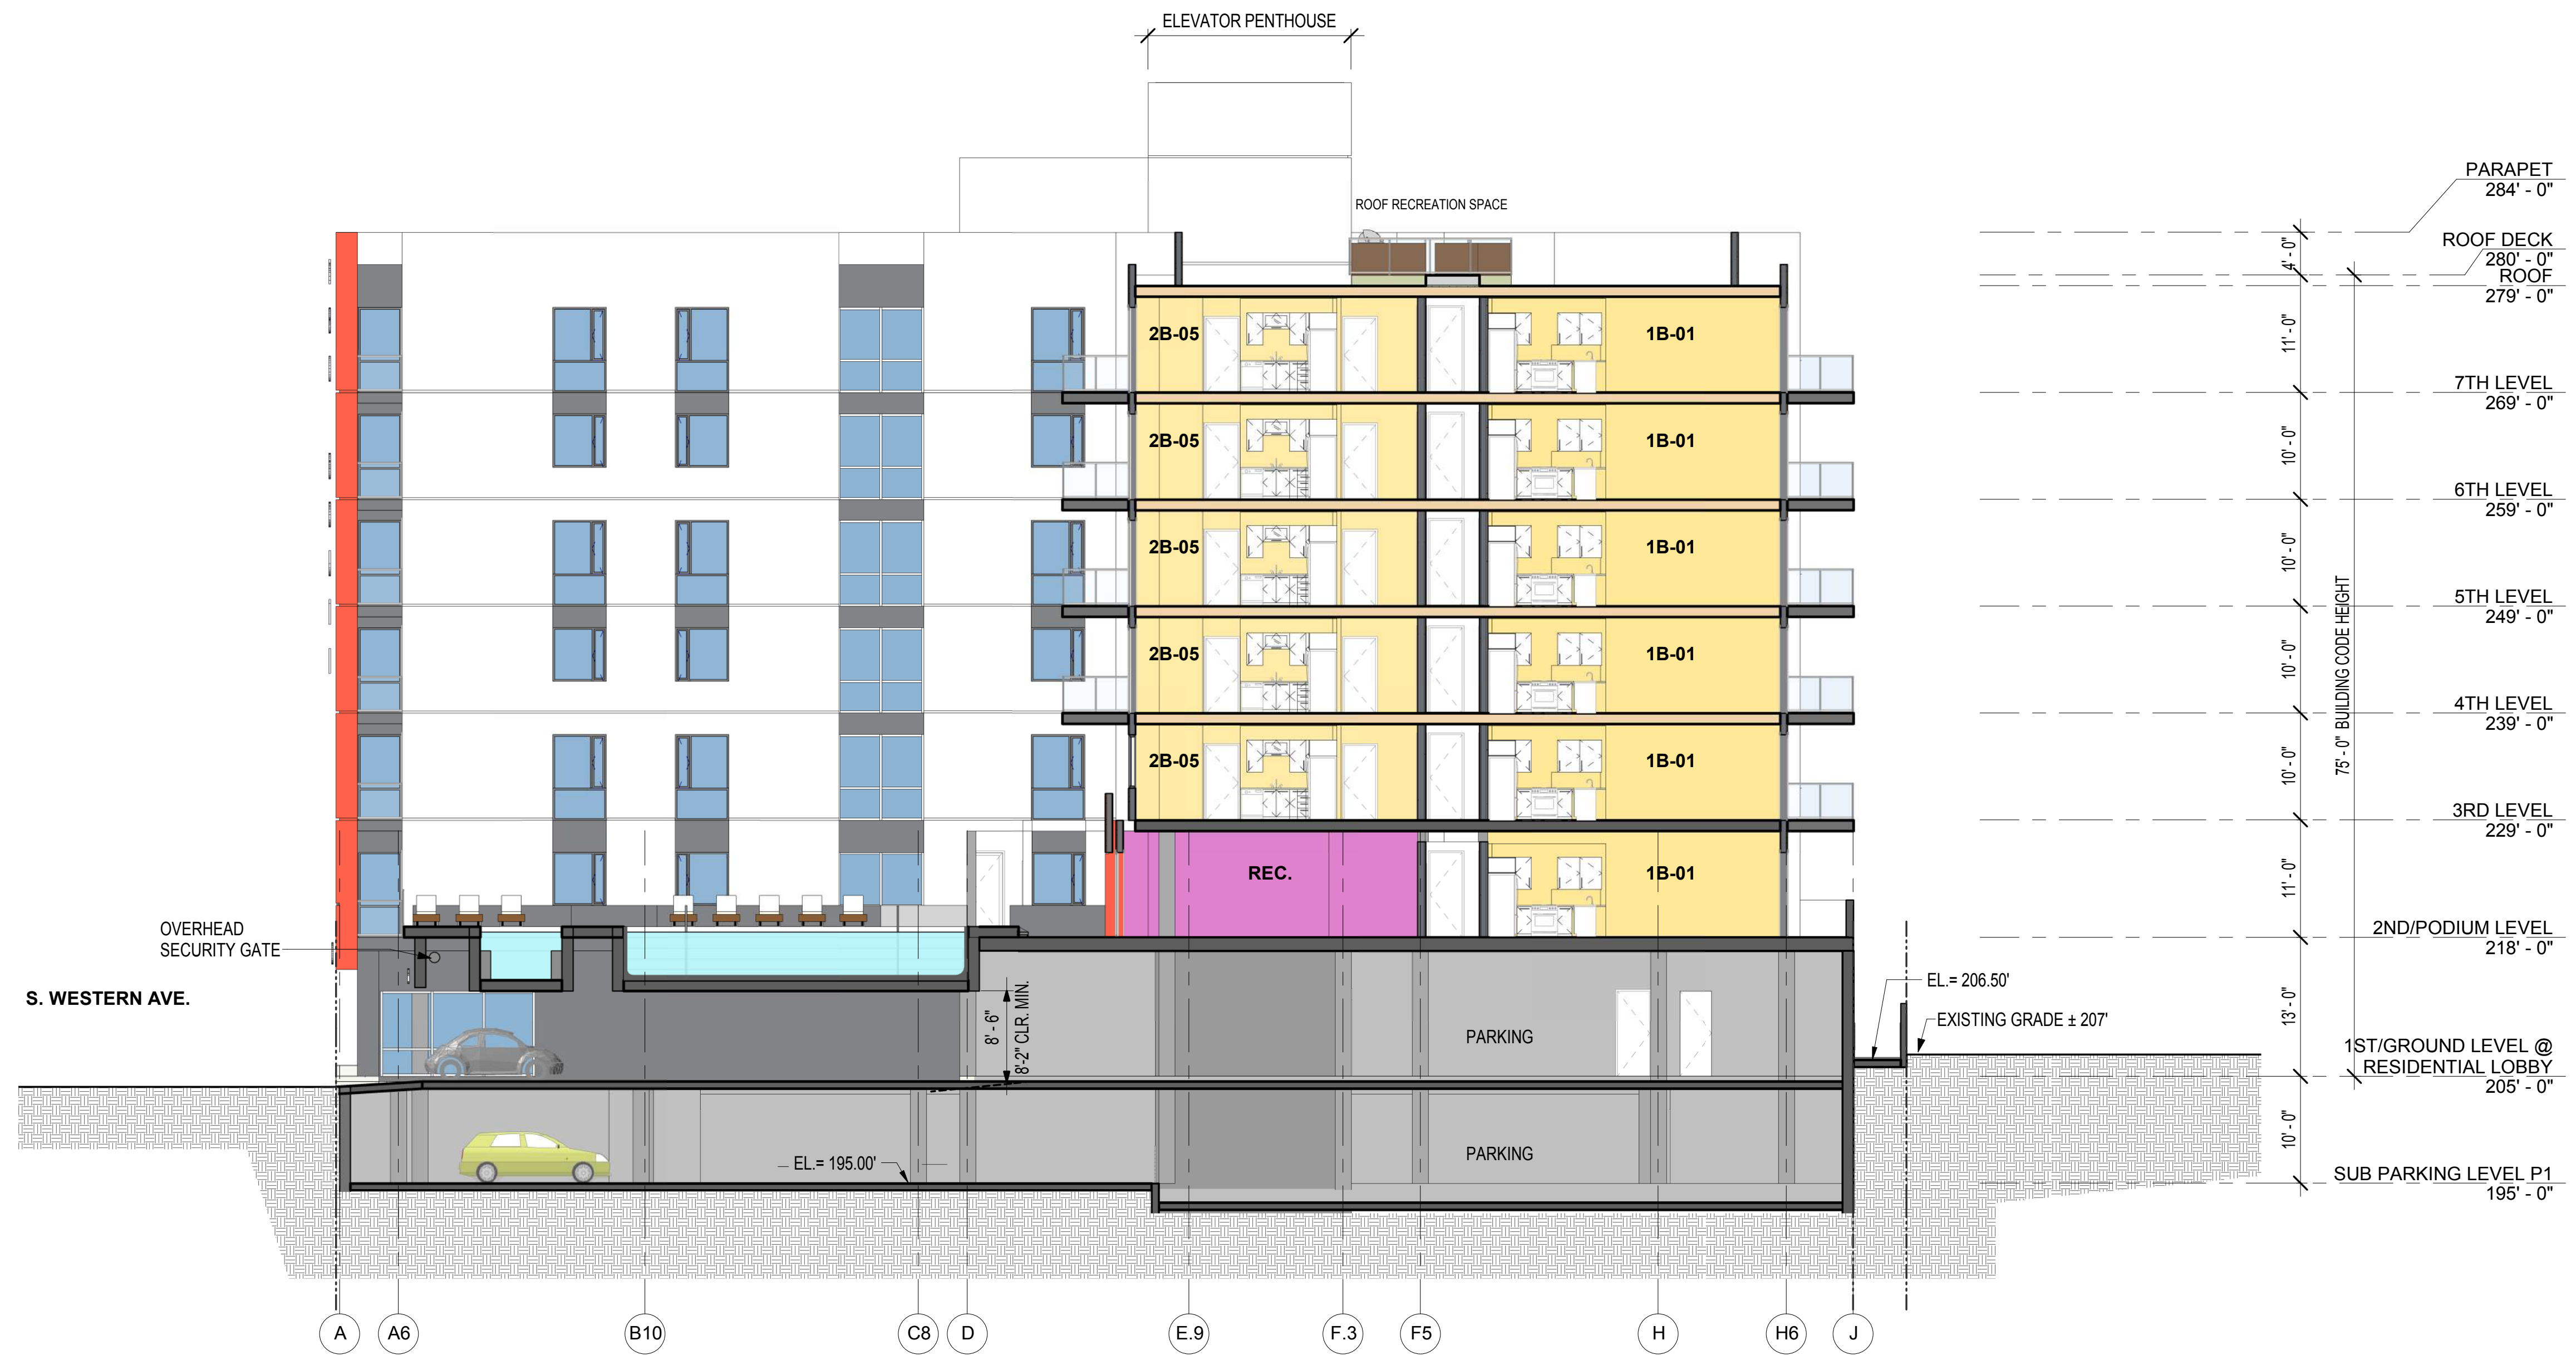 ELEVATOR PENTHOUSE
ROOF RECREATION SPACE
PARAPET
284' - 0"
4' - 0"
ROOF DECK
280' - 0"
ROOF
279' - 0"
2B-05
1B-01
11' - 0"
7TH LEVEL
269' - 0"
2B-05
1B-01
10' - 0"
6TH LEVEL
259' - 0"
2B-05
1B-01
10' - 0"
5TH LEVEL
249' - 0"
75' - 0" BUILDING CODE HEIGHT
2B-05
1B-01
10' - 0"
4TH LEVEL
239' - 0"
2B-05
1B-01
10' - 0"
3RD LEVEL
229' - 0"
REC.
1B-01
11' - 0"
OVERHEAD
SECURITY GATE
2ND/PODIUM LEVEL
218' - 0"
S. WESTERN AVE.
EL.= 206.50'
8' - 6"
8'-2" CLR. MIN.
PARKING
EXISTING GRADE ± 207'
13' - 0"
1ST/GROUND LEVEL @
RESIDENTIAL LOBBY
205' - 0"
10' - 0"
EL.= 195.00'
PARKING
SUB PARKING LEVEL P1
195' - 0"
A
A6
B10
C8
D
E.9
F.3
F5
H
H6
J